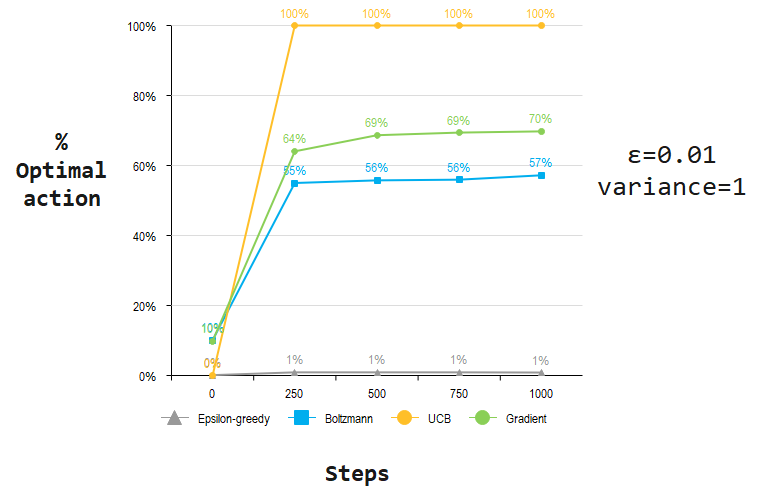 100% 100% 100% 100%
100%
80%
69% 69% 70%
64%
%
Optimal
action
ε=0.01
variance=1
60%
55% 56% 56% 57%
40%
20%
10%
0% 1% 1% 1% 1%
0%
0 250 500 750 1000
Epsilon-greedy Boltzmann UCB Gradient
Steps